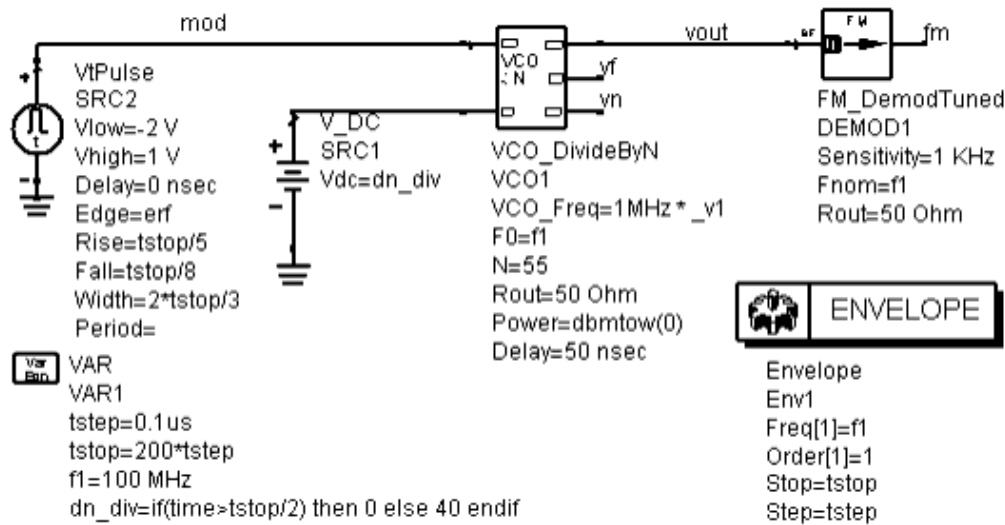 mod
vout
fm
VtPulse
SRC2
Vlow=-2 V
Vhigh=1 V
Delay=0 nsec
Edge=erf
Rise=tstop/5
Fall=tstop/8
Width=2*tstop/3
Period=
V_DC
SRC1
Vdc=dn_div
VCO
N
vf
vn
VCO_DivideByN
VCO1
VCO_Freq=1MHz * _v1
F0=f1
N=55
Rout=50 Ohm
Power=dbmtow(0)
Delay=50 nsec
FM
FM_DemodTuned
DEMOD1
Sensitivity=1 KHz
Fnom=f1
Rout=50 Ohm
Var
Eqn
VAR
VAR1
tstep=0.1us
tstop=200*tstep
f1=100 MHz
dn_div=if(time>tstop/2) then 0 else 40 endif
ENVELOPE
Envelope
Env1
Freq[1]=f1
Order[1]=1
Stop=tstop
Step=tstep